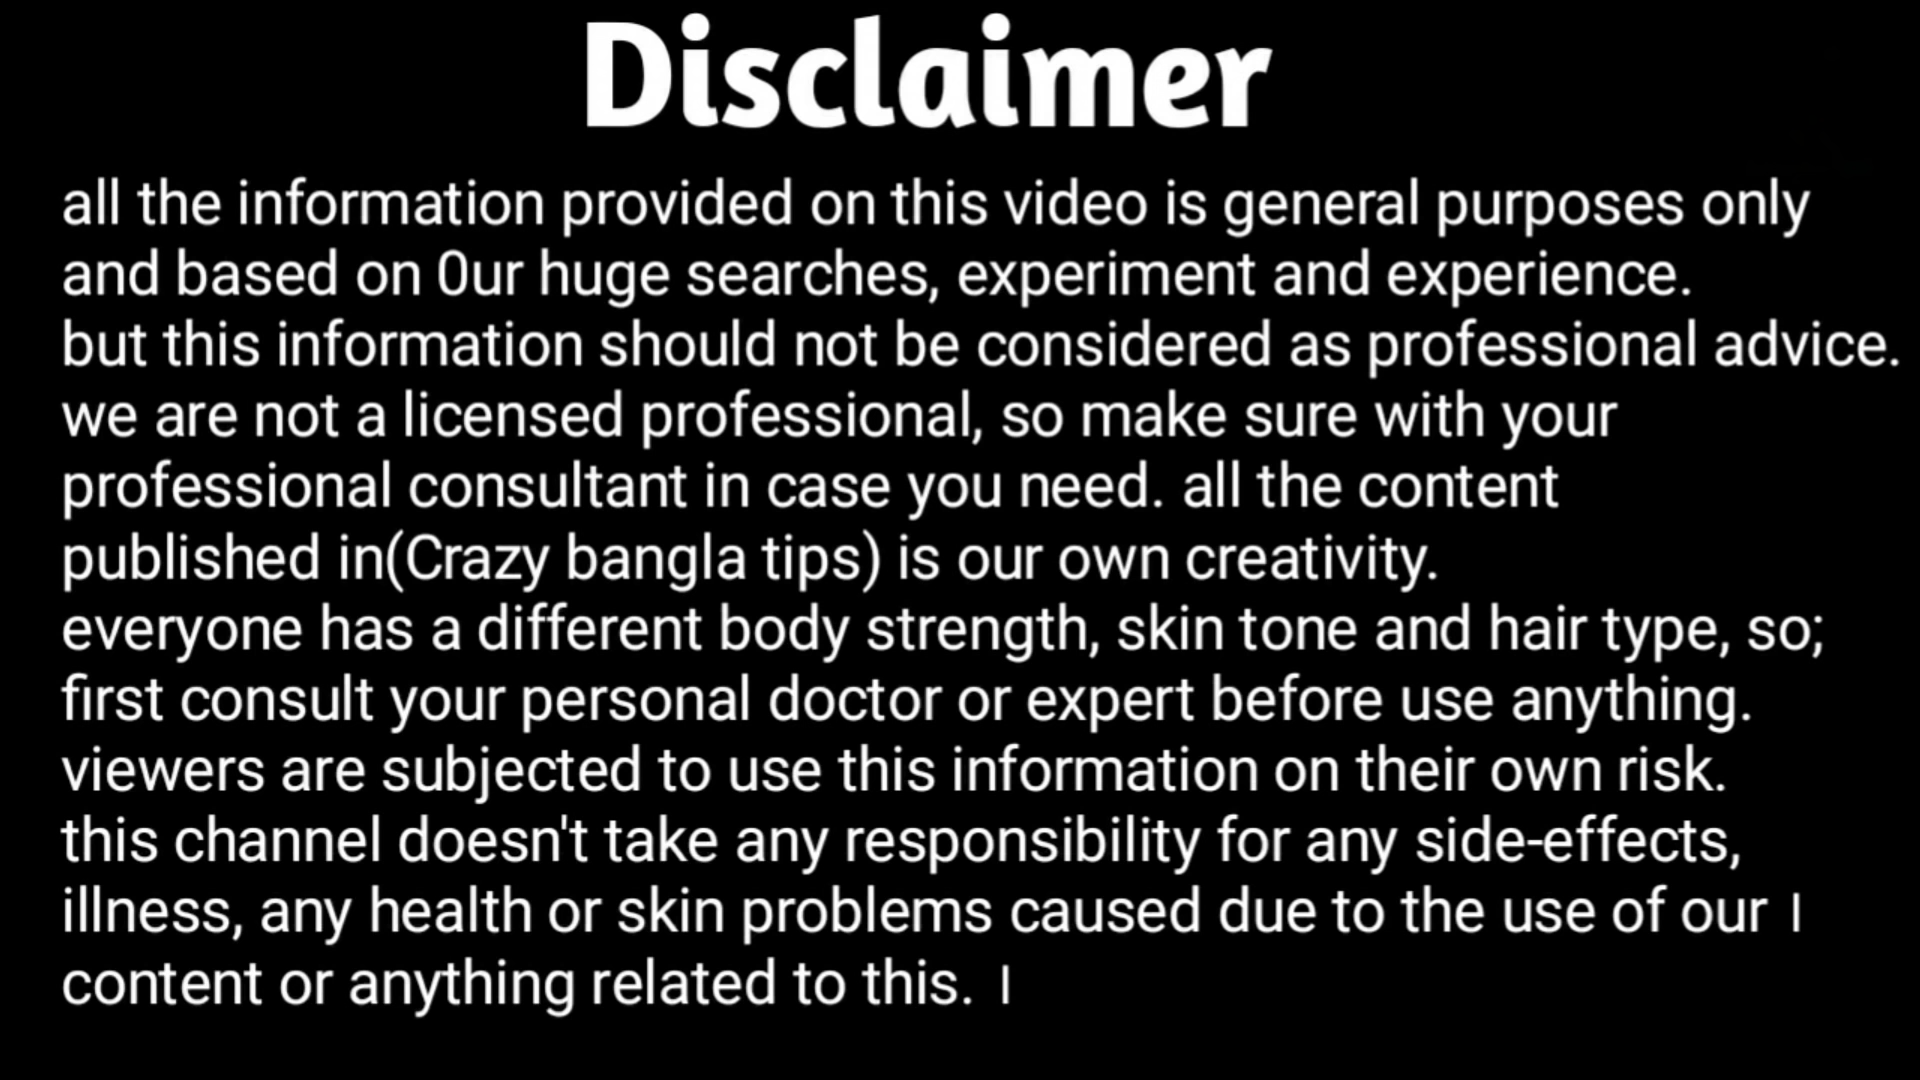 Disclaimer
all the information provided on this video is general purposes only
and based on 0ur huge searches, experiment and experience.
but this information should not be considered as professional advice.
we are not a licensed professional, so make sure with your
professional consultant in case you need. all the content
published in(Crazy bangla tips) is our own creativity.
everyone has a different body strength, skin tone and hair type, so;
first consult your personal doctor or expert before use anything.
viewers are subjected to use this information on their own risk.
this channel doesn't take any responsibility for any side-effects,
illness, any health or skin problems caused due to the use of our I
content or anything related to this. I